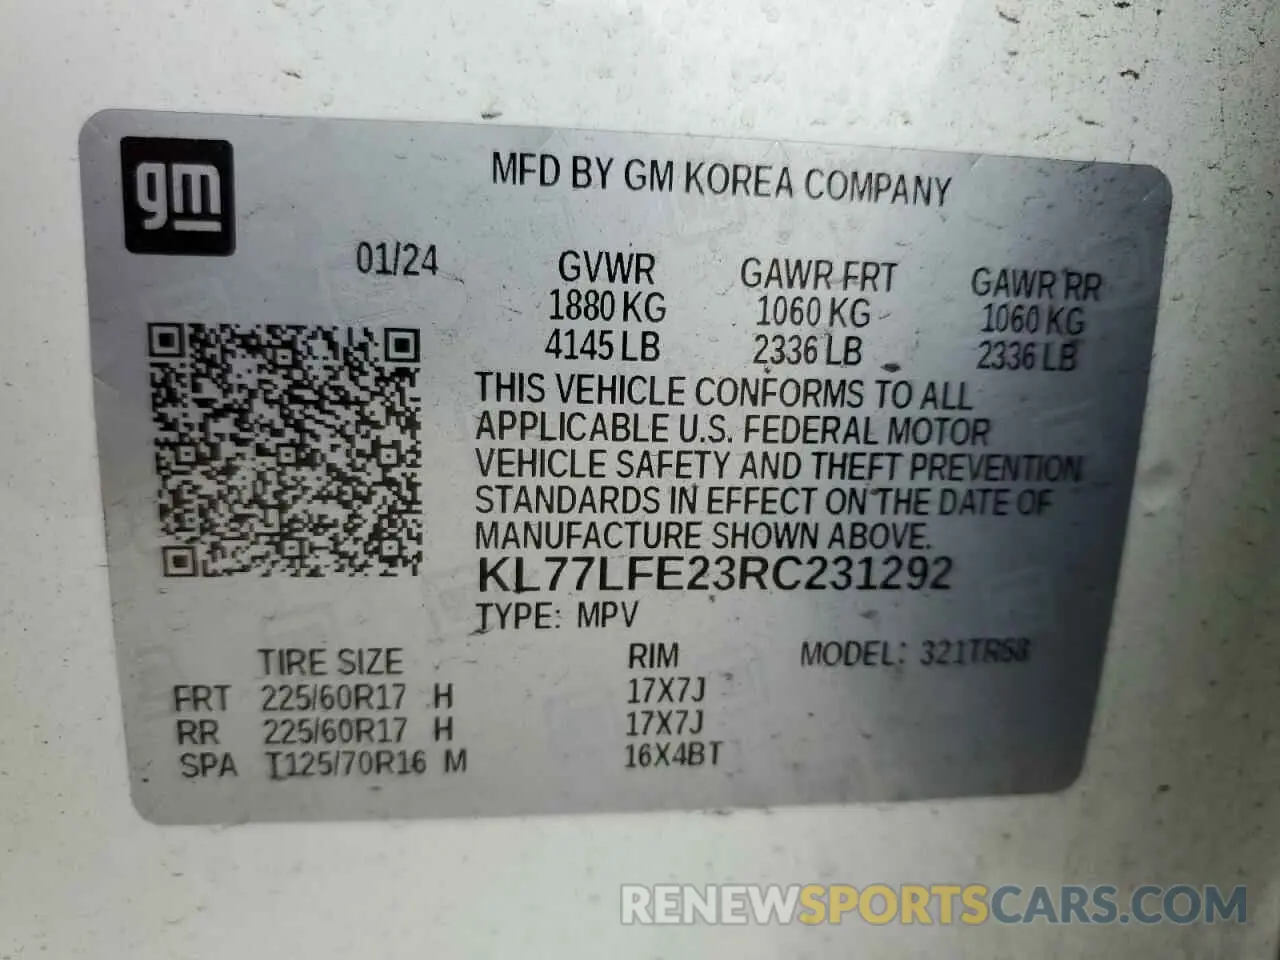 gm
MFD BY GM KOREA COMPANY
01/24
GVWR GAWR FRT GAWR RR
1880 KG 1060 KG 1060 KG
4145 LB 2336 LB 2336 LB
THIS VEHICLE CONFORMS TO ALL
APPLICABLE U.S. FEDERAL MOTOR
VEHICLE SAFETY AND THEFT PREVENTION
STANDARDS IN EFFECT ON THE DATE OF
MANUFACTURE SHOWN ABOVE.
KL77LFE23RC231292
TYPE: MPV
TIRE SIZE RIM MODEL: 321TR58
FRT 225/60R17 H 17X7J
RR 225/60R17 H 17X7J
SPA T125/70R16 M 16X4BT
RENEWSPORTSCARS.COM